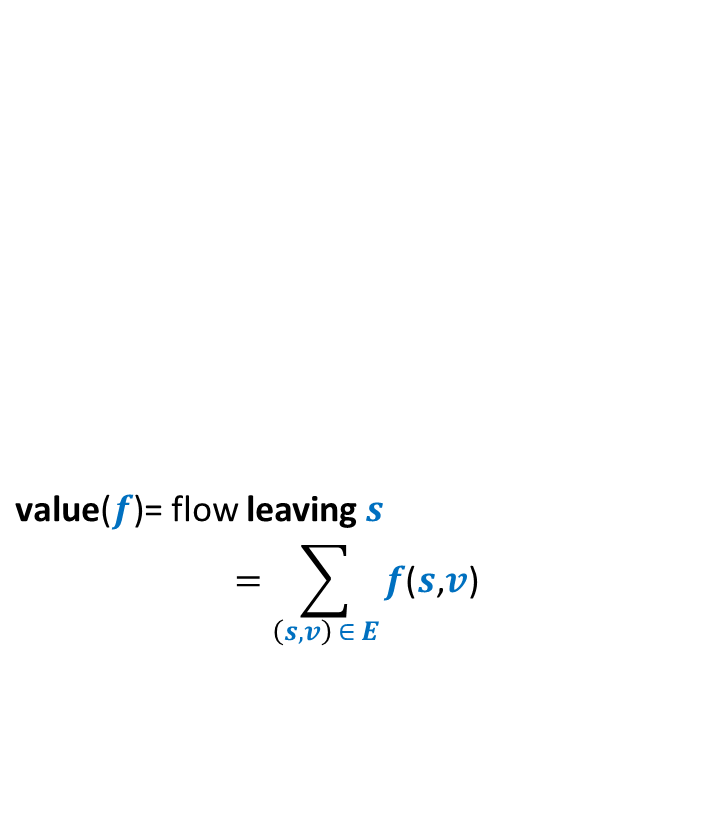 value(f)= flow leaving s
= ∑ f(s,v)
(s,v) ∈ E